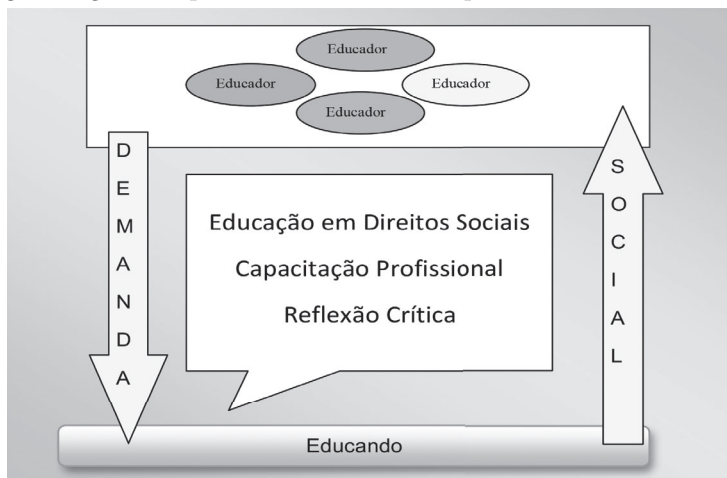 Educador
Educador
Educador
Educador
DEMANDA
SOCIAL
Educação em Direitos Sociais
Capacitação Profissional
Reflexão Crítica
Educando